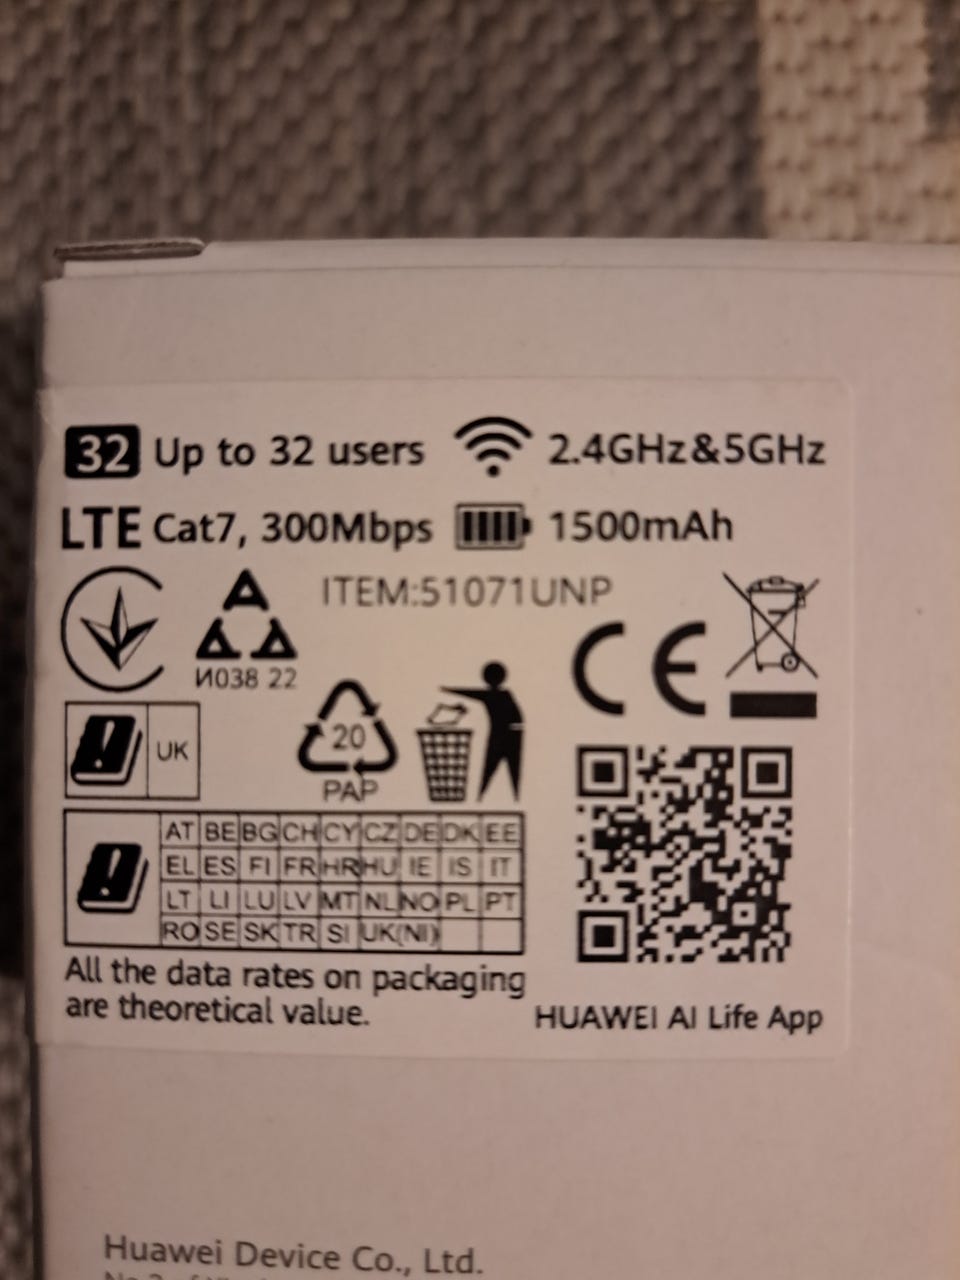 32 Up to 32 users 2.4GHz&5GHz
LTE Cat7, 300Mbps 1500mAh
ITEM:51071UNP
И038 22
CE
20
PAP
UK
AT BE BG CH CY CZ DE DK EE
EL ES FI FR HR HU IE IS IT
LT LI LU LV MT NL NO PL PT
RO SE SK TR SI UK(NI)
All the data rates on packaging
are theoretical value.
HUAWEI AI Life App
Huawei Device Co., Ltd.